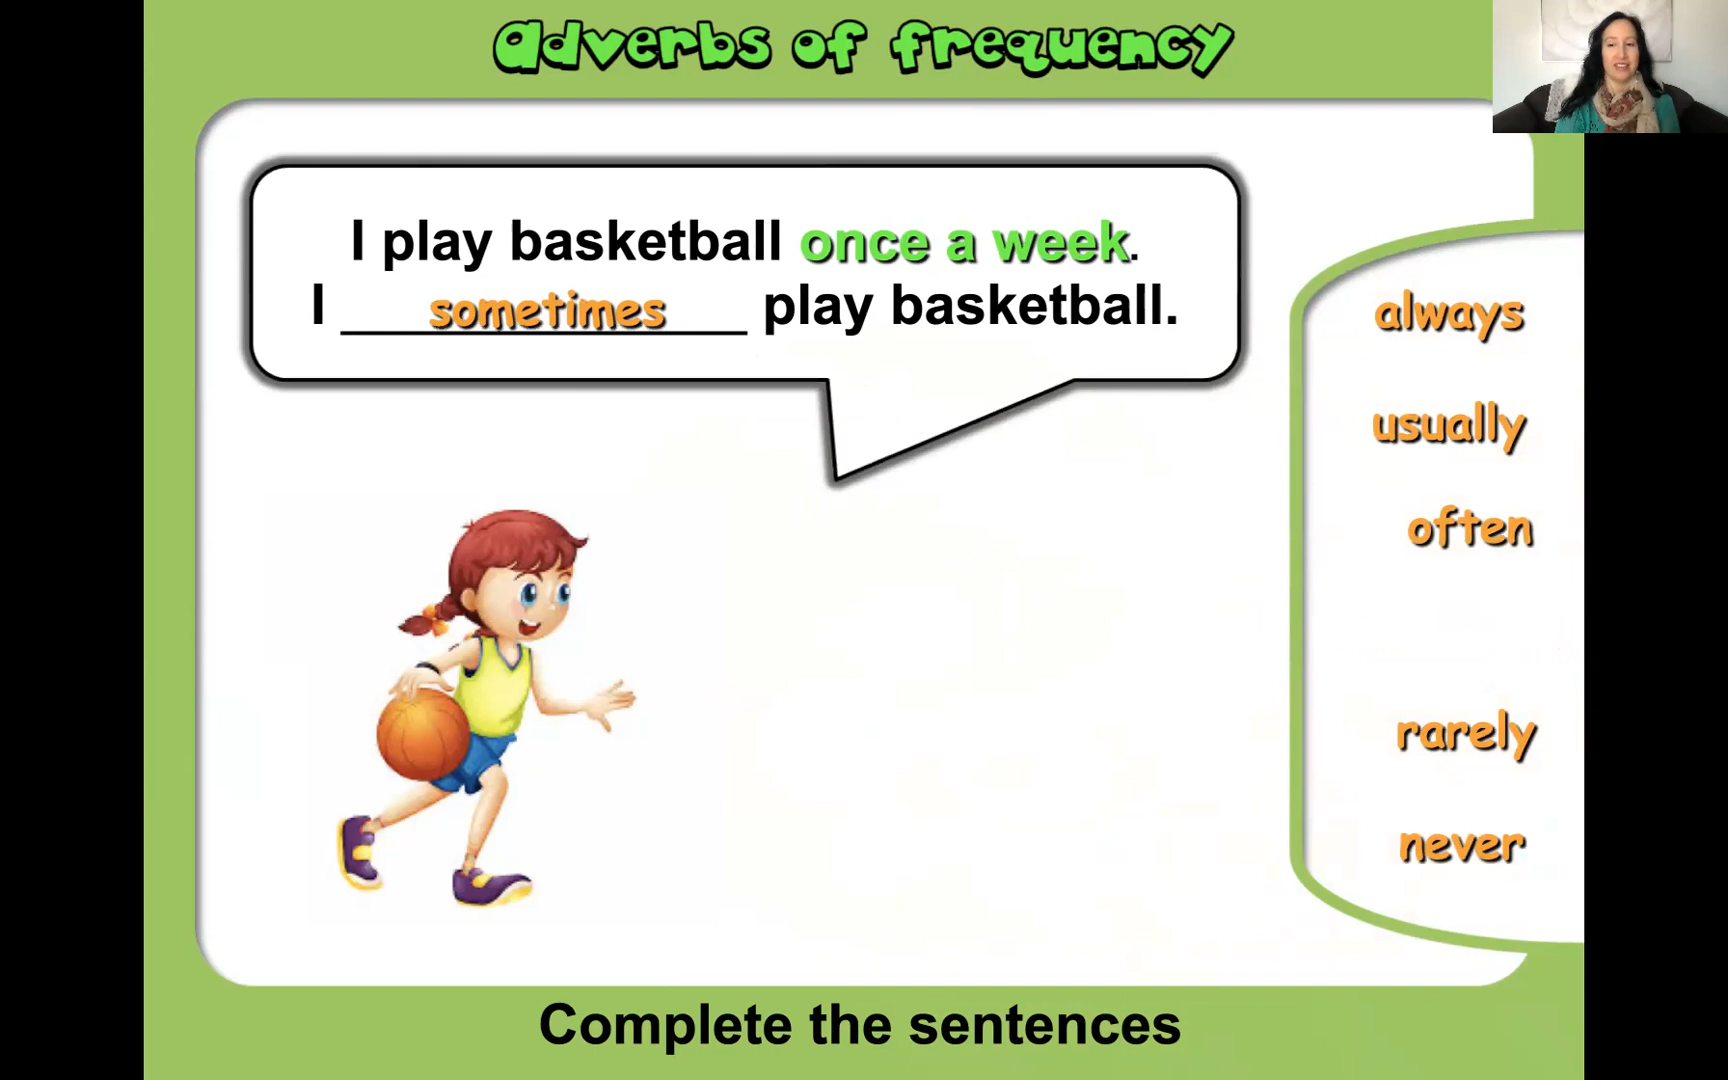 adverbs of frequency
I play basketball once a week.
I sometimes play basketball.
always
usually
often
rarely
never
Complete the sentences